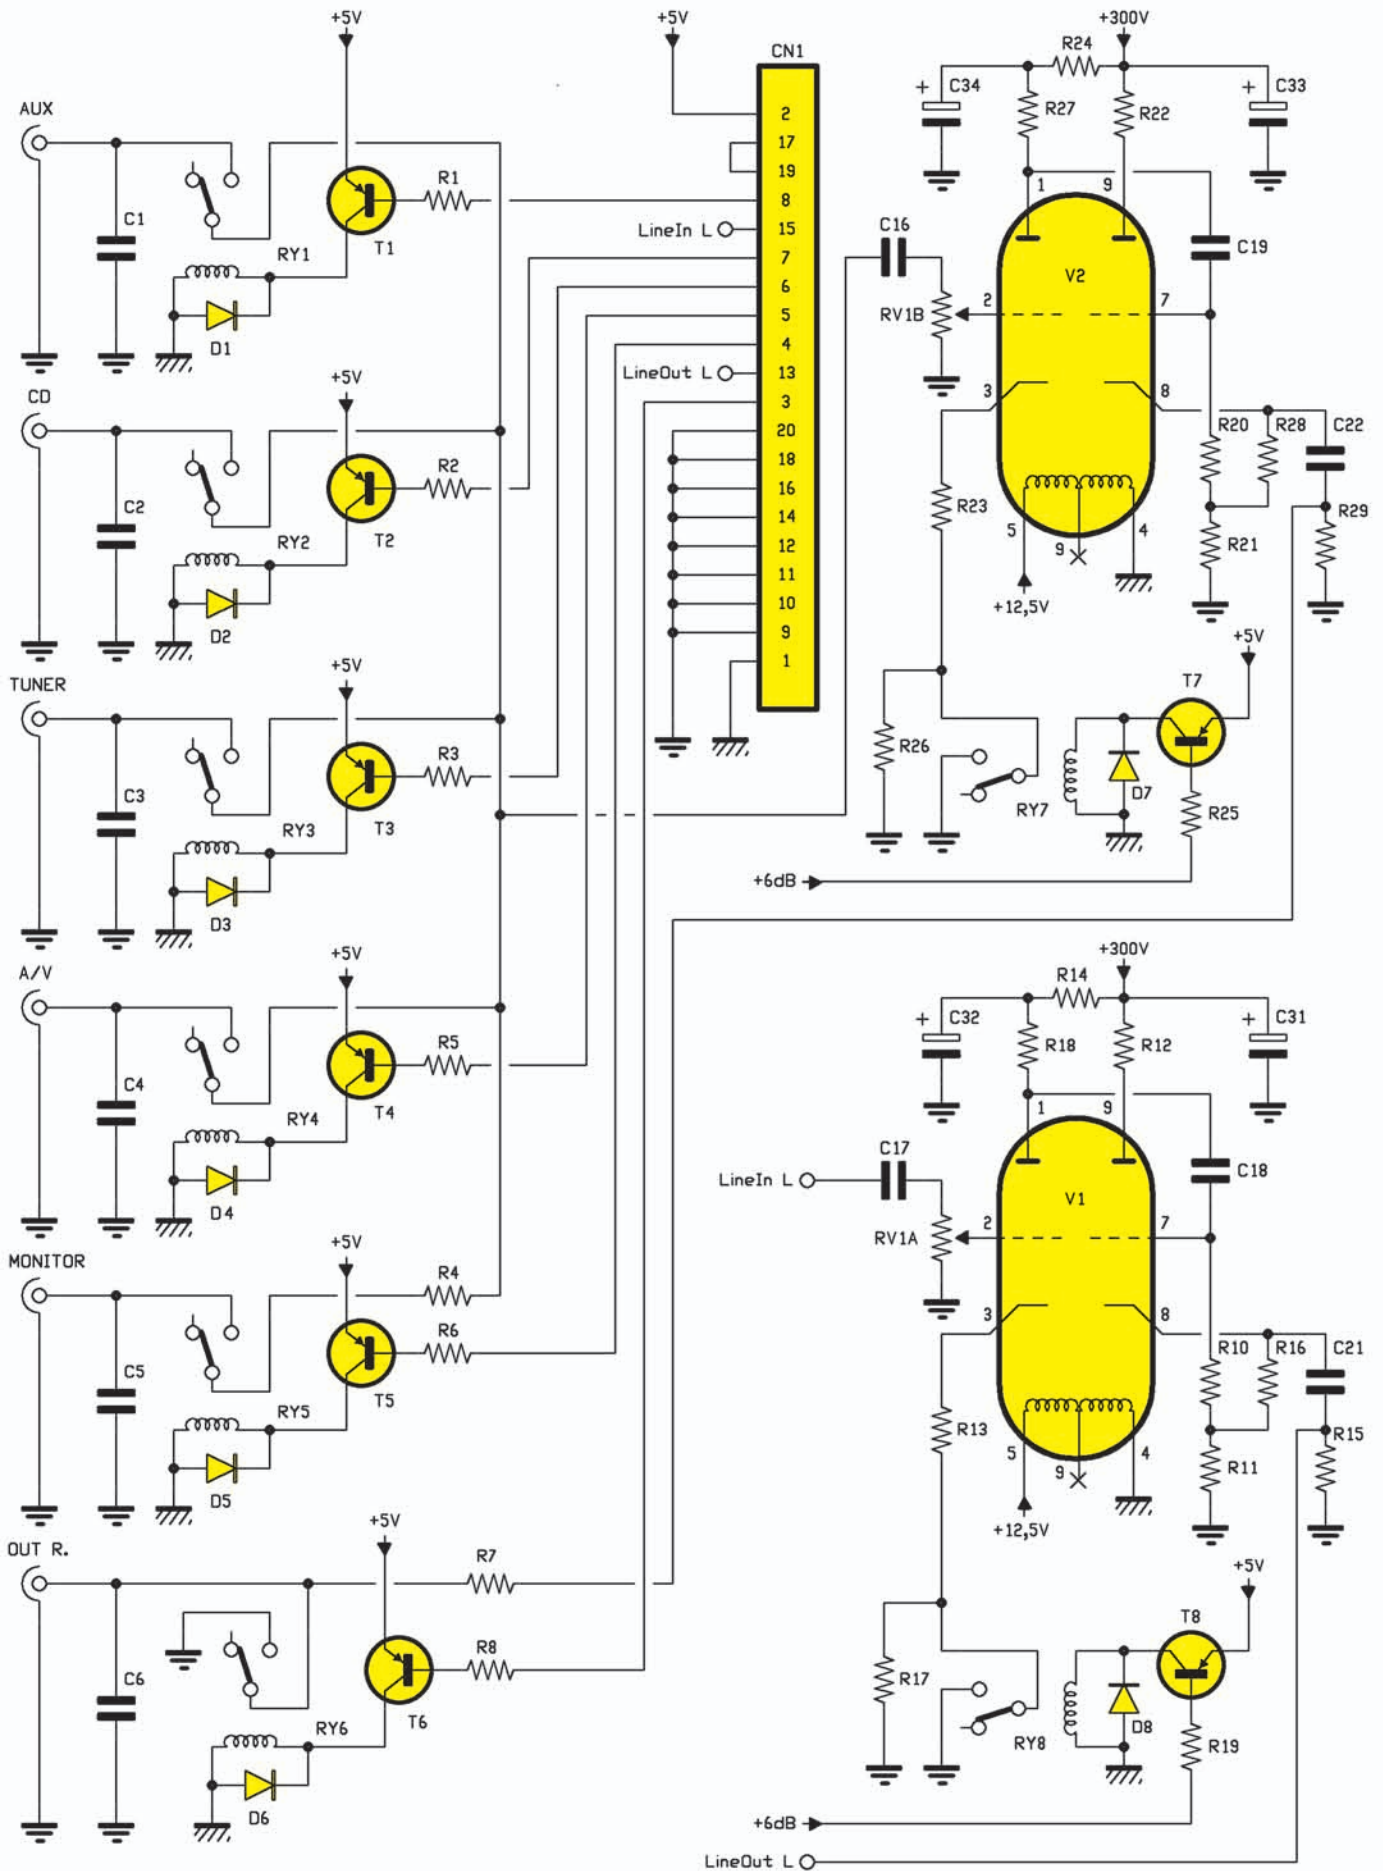 +5V
+5V
+300V
CN1
R24
+ C34
+ C33
R27
R22
AUX
2
17
19
8
15
7
6
5
4
13
3
20
18
16
14
12
11
10
9
1
LineIn L
LineOut L
C1
R1
T1
RY1
D1
CD
+5V
C2
R2
T2
RY2
D2
TUNER
+5V
C3
R3
T3
RY3
D3
A/V
+5V
C4
R5
T4
RY4
D4
MONITOR
+5V
R4
R6
C5
T5
RY5
D5
OUT R.
+5V
R7
R8
C6
T6
RY6
D6
1
9
C16
C19
V2
RV1B
2
7
3
8
R20
R28
C22
R23
R29
5
9
4
R21
+12,5V
+5V
T7
R26
RY7
D7
R25
+6dB
+300V
R14
+ C32
+ C31
R18
R12
1
9
C17
LineIn L
C18
V1
RV1A
2
7
3
8
R10
R16
C21
R13
R15
5
9
4
R11
+12,5V
+5V
T8
R17
RY8
D8
R19
+6dB
LineOut L